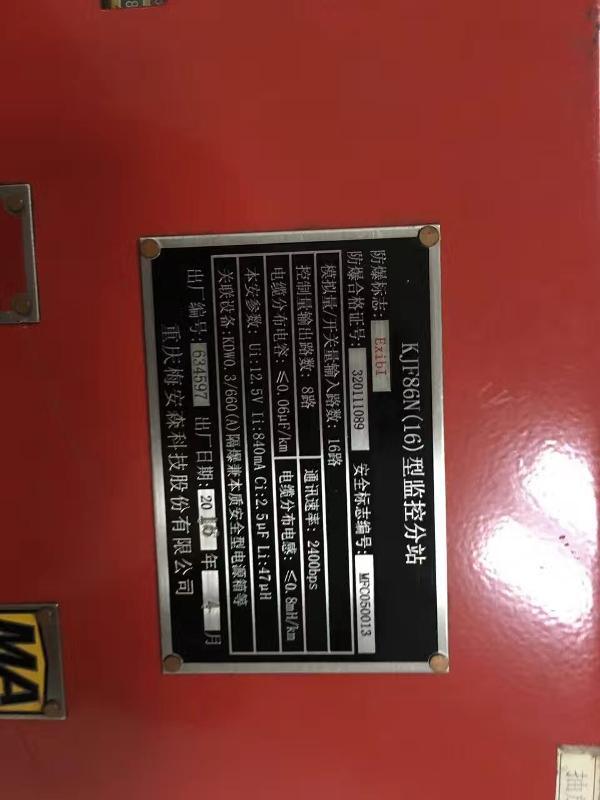 KJF86N(16)型监控分站
防爆标志: ExibI
防爆合格证号: 320111089 安全标志编号: MFC050013
模拟量/开关量输入路数: 16路
控制量输出路数: 8路 通讯速率: 2400bps
电缆分布电容: ≤0.06μF/km 电缆分布电感: ≤0.8mH/km
本安参数: Ui:12.5V Ii:840mA Ci:2.5μF Li:47μH
关联设备:KDW0.3/660(A)隔爆兼本质安全型电源箱等
出厂编号: 634597 出厂日期: 2016年 月
重庆梅安森科技股份有限公司
MA